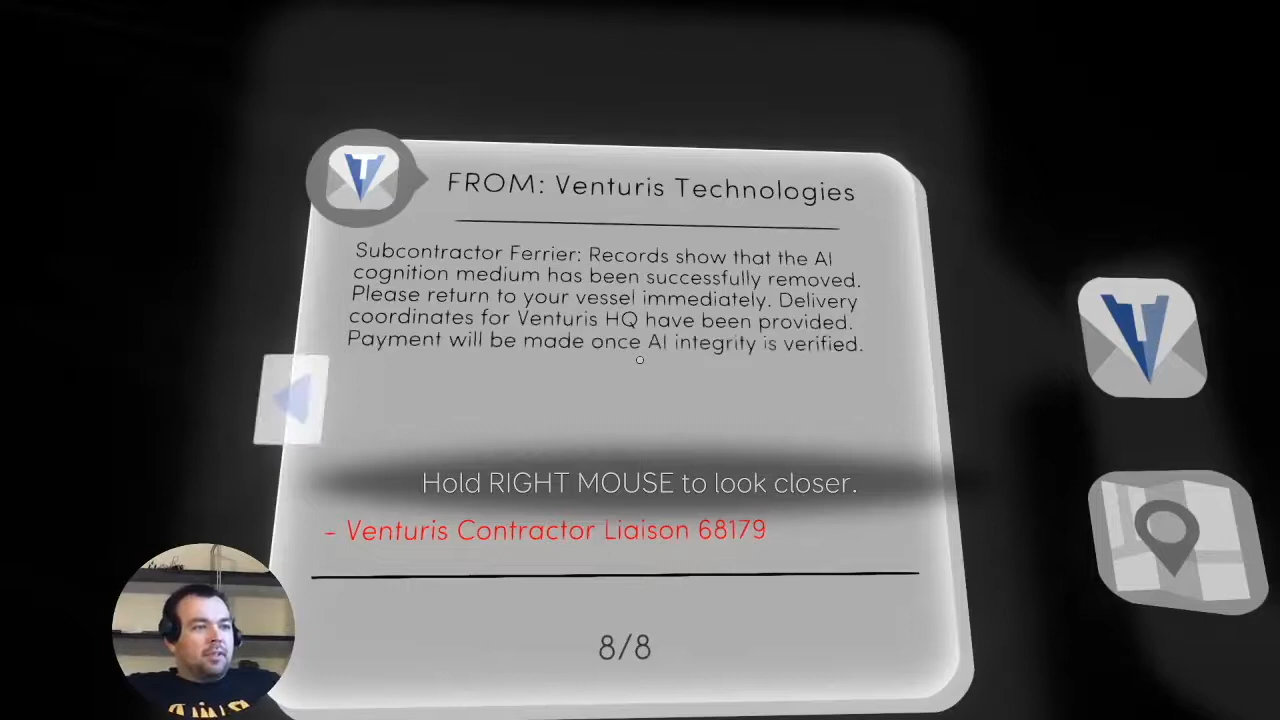 FROM: Venturis Technologies
Subcontractor Ferrier: Records show that the AI
cognition medium has been successfully removed.
Please return to your vessel immediately. Delivery
coordinates for Venturis HQ have been provided.
Payment will be made once AI integrity is verified.
Hold RIGHT MOUSE to look closer.
- Venturis Contractor Liaison 68179
8/8